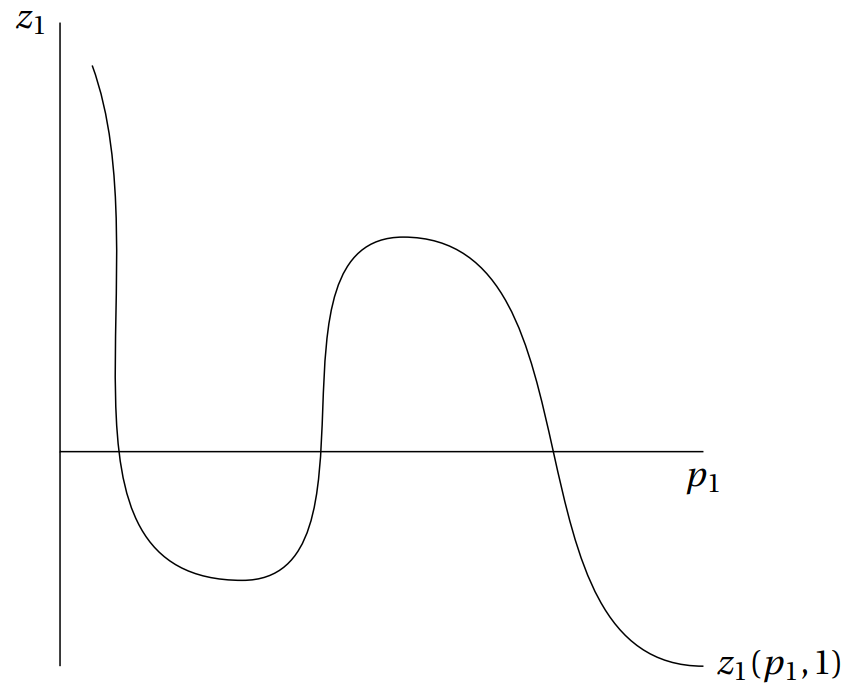 z₁
p₁
z₁(p₁, 1)